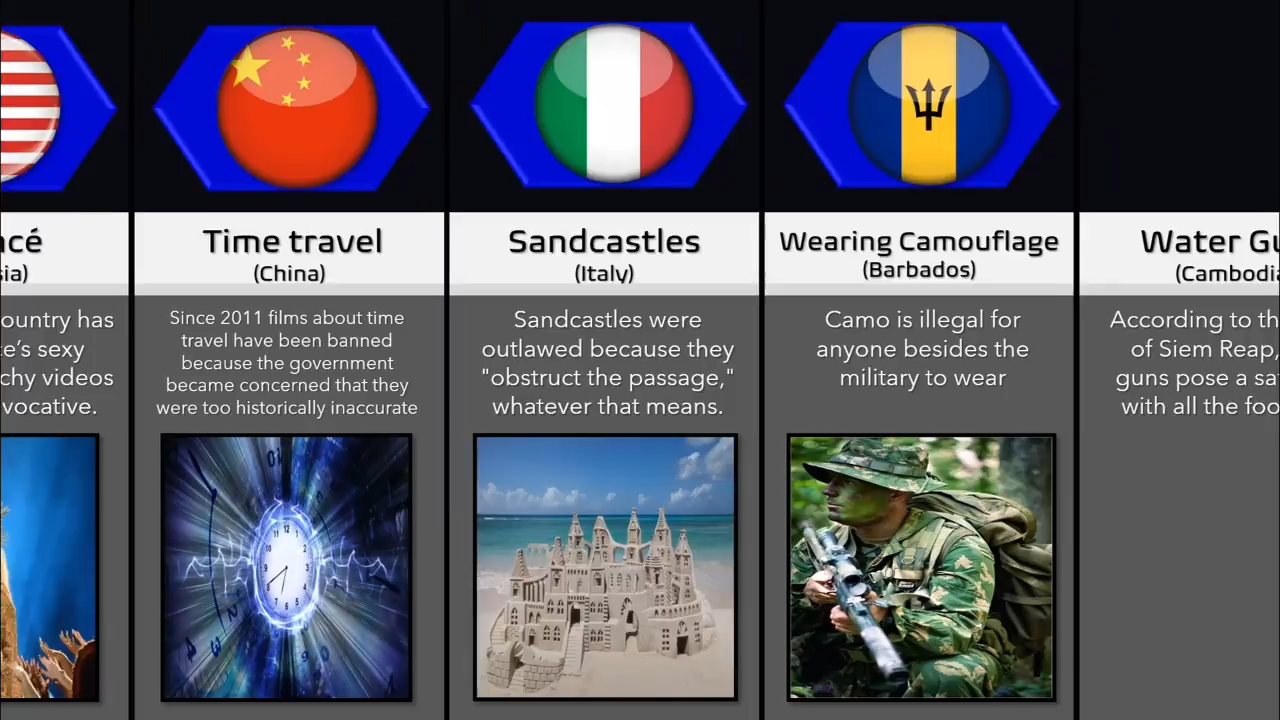 ncé
sia)
ountry has
e's sexy
chy videos
vocative.
Time travel
(China)
Since 2011 films about time
travel have been banned
because the government
became concerned that they
were too historically inaccurate
Sandcastles
(Italy)
Sandcastles were
outlawed because they
"obstruct the passage,"
whatever that means.
Wearing Camouflage
(Barbados)
Camo is illegal for
anyone besides the
military to wear
Water Gu
(Cambodia
According to th
of Siem Reap,
guns pose a sa
with all the foo